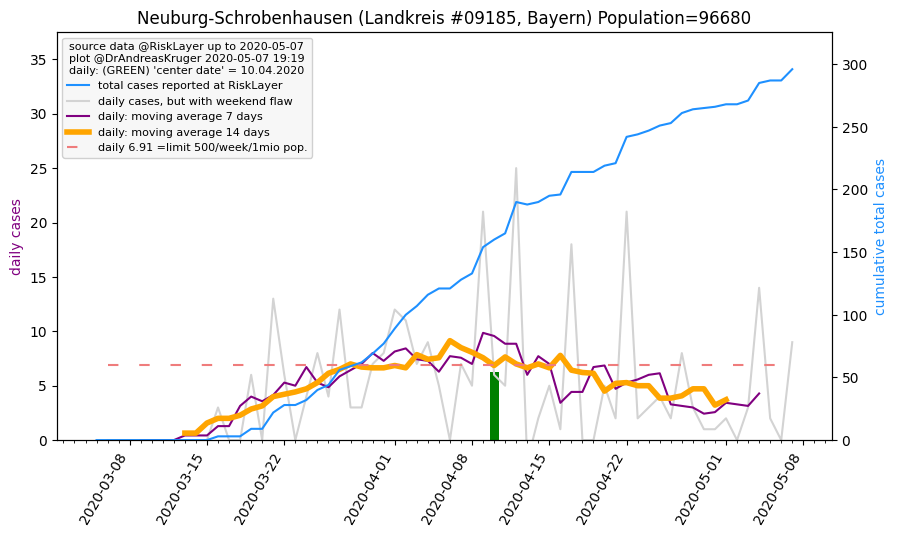 Neuburg-Schrobenhausen (Landkreis #09185, Bayern) Population=96680
source data @RiskLayer up to 2020-05-07
plot @DrAndreasKruger 2020-05-07 19:19
daily: (GREEN) 'center date' = 10.04.2020
total cases reported at RiskLayer
daily cases, but with weekend flaw
daily: moving average 7 days
daily: moving average 14 days
daily 6.91 =limit 500/week/1mio pop.
daily cases
35
30
25
20
15
10
5
0
cumulative total cases
300
250
200
150
100
50
0
2020-03-08
2020-03-15
2020-03-22
2020-04-01
2020-04-08
2020-04-15
2020-04-22
2020-05-01
2020-05-08